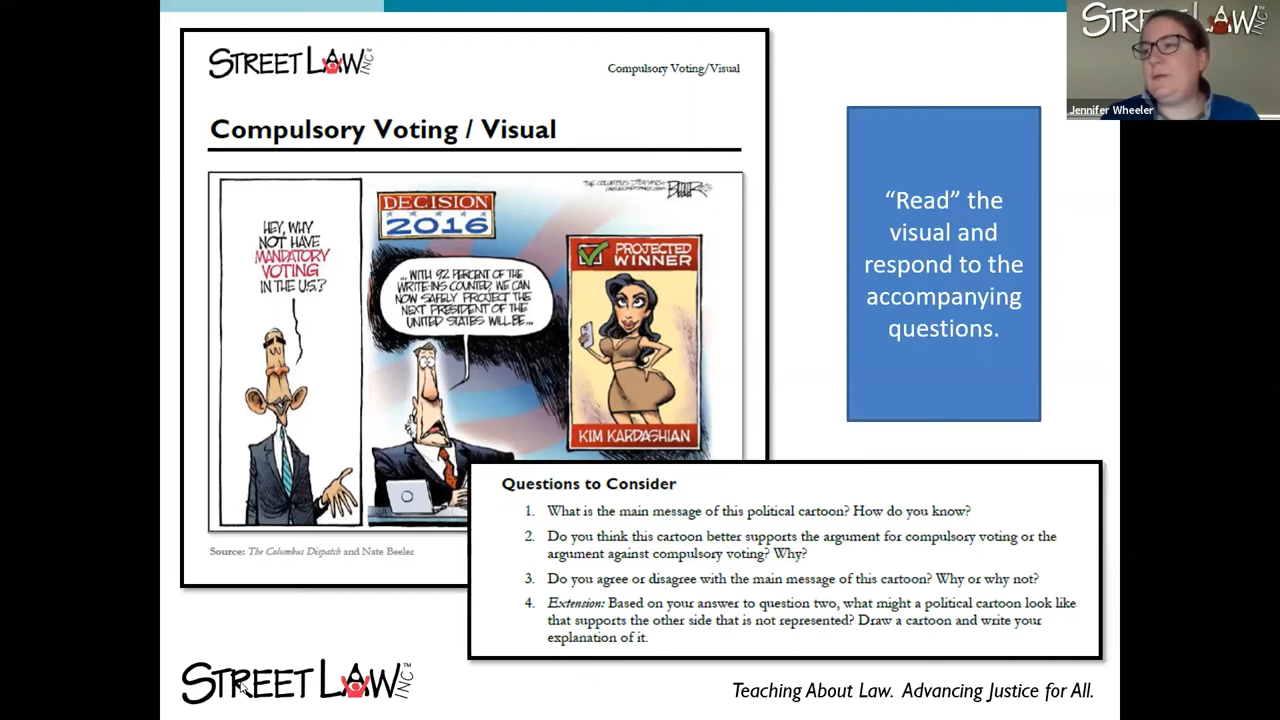 STREET LAW INC™
Compulsory Voting/Visual
Compulsory Voting / Visual
HEY, WHY
NOT HAVE
MANDATORY
VOTING
IN THE U.S.?
DECISION
2016
THE COLUMBUS DISPATCH
...WITH 92 PERCENT OF THE
WRITE-INS COUNTED, WE CAN
NOW SAFELY PROJECT THE
NEXT PRESIDENT OF THE
UNITED STATES WILL BE...
PROJECTED
WINNER
KIM KARDASHIAN
Source: The Columbus Dispatch and Nate Beeler
"Read" the
visual and
respond to the
accompanying
questions.
Questions to Consider
1. What is the main message of this political cartoon? How do you know?
2. Do you think this cartoon better supports the argument for compulsory voting or the
argument against compulsory voting? Why?
3. Do you agree or disagree with the main message of this cartoon? Why or why not?
4. Extension: Based on your answer to question two, what might a political cartoon look like
that supports the other side that is not represented? Draw a cartoon and write your
explanation of it.
STREET LAW INC™
Teaching About Law. Advancing Justice for All.
STREET LAW INC
Jennifer Wheeler